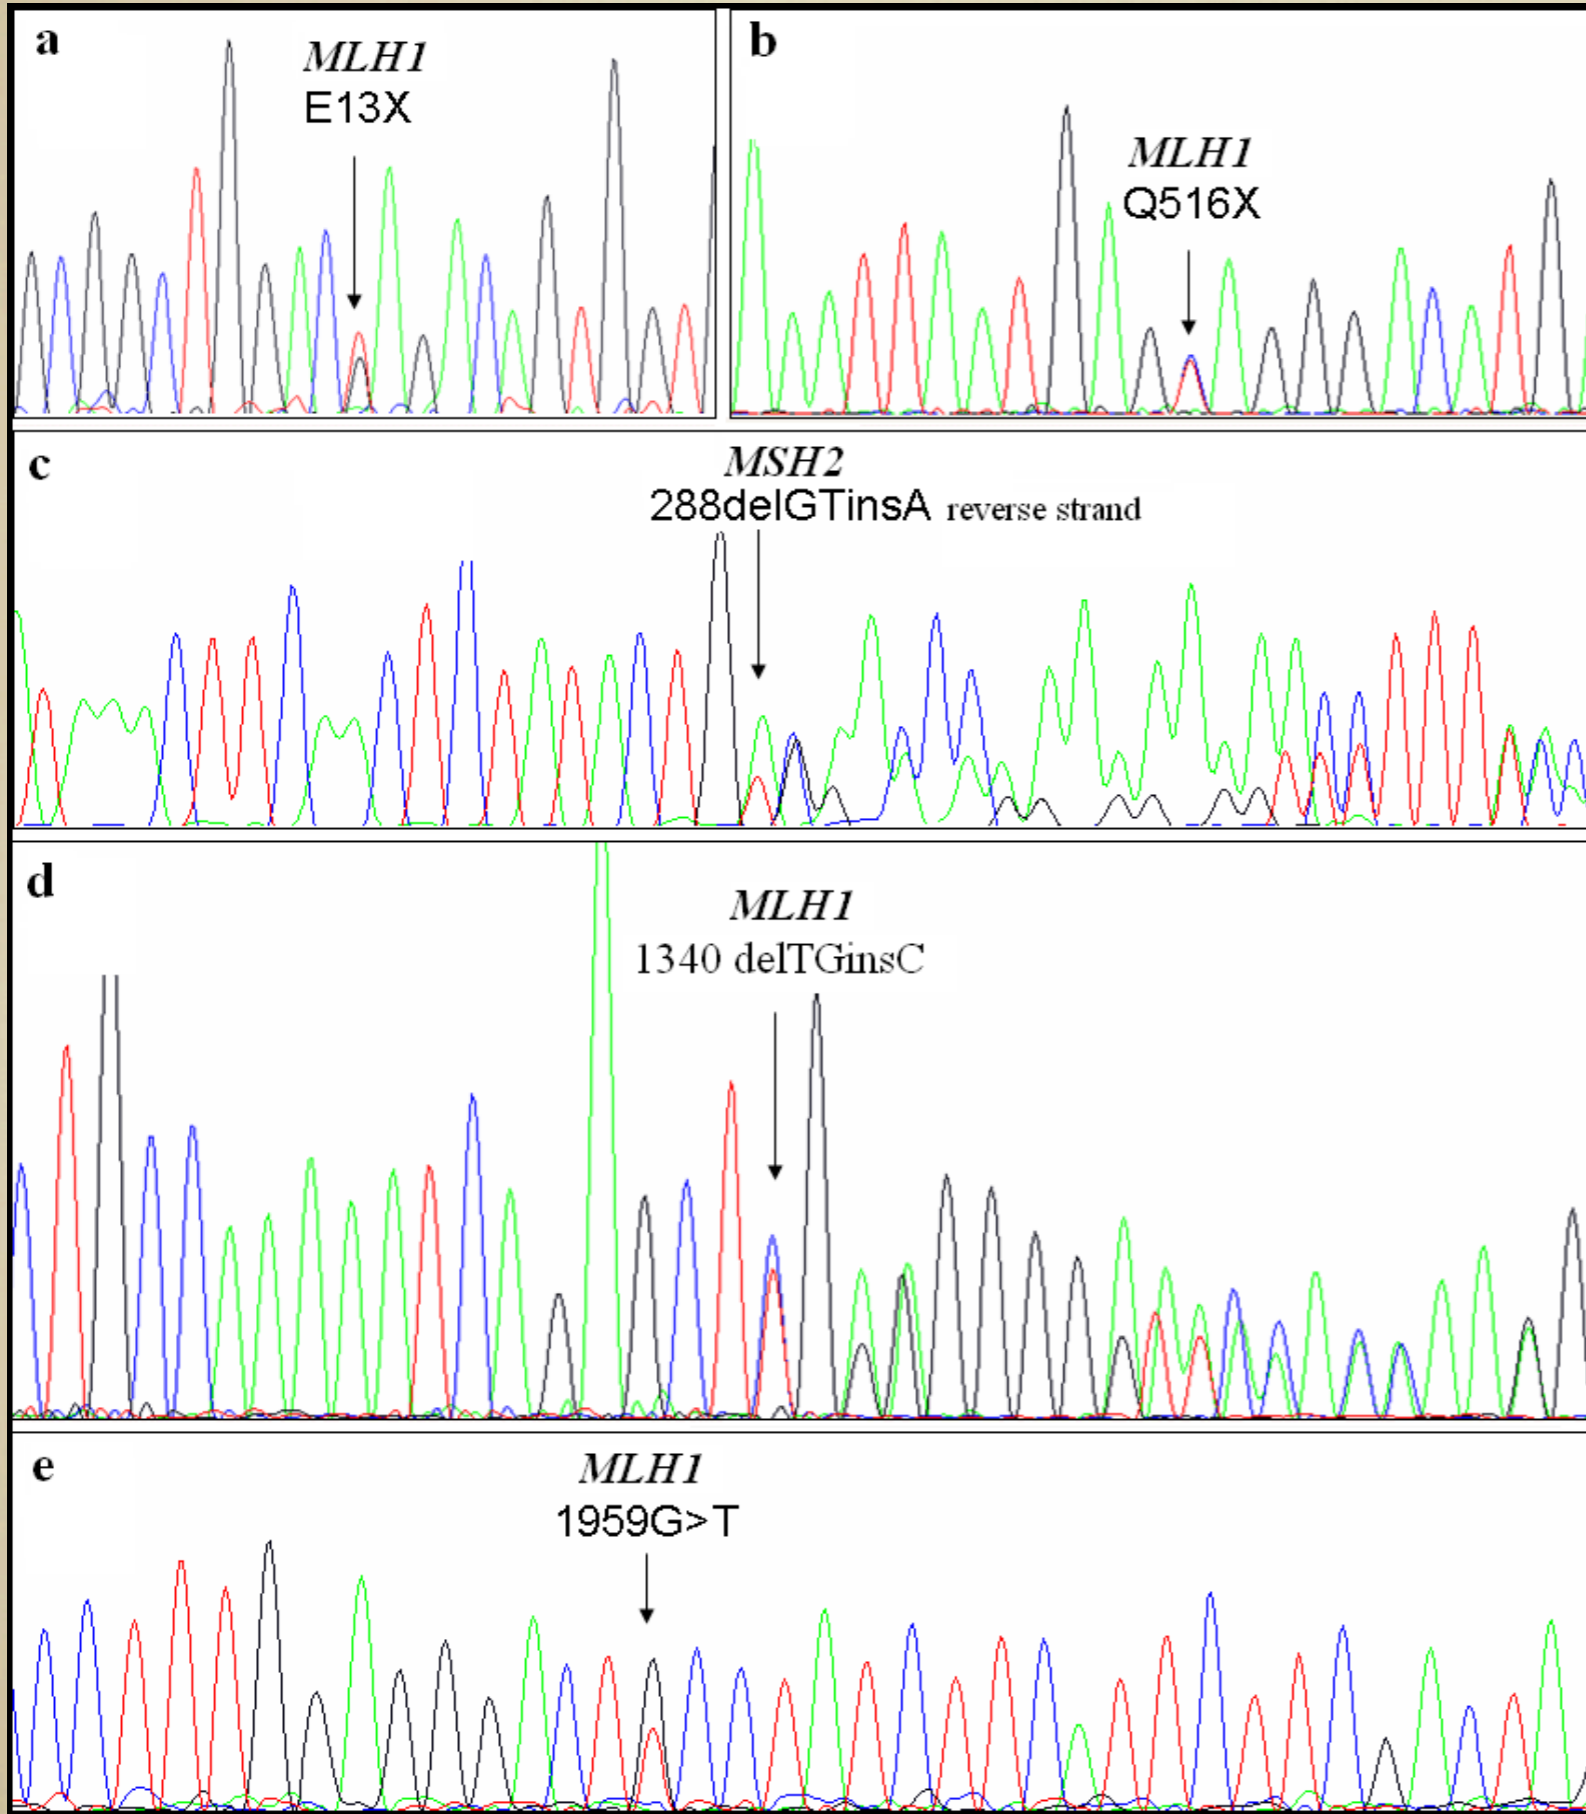 a
MLH1
E13X
b
MLH1
Q516X
c
MSH2
288delGTinsA reverse strand
d
MLH1
1340 delTGinsC
e
MLH1
1959G>T